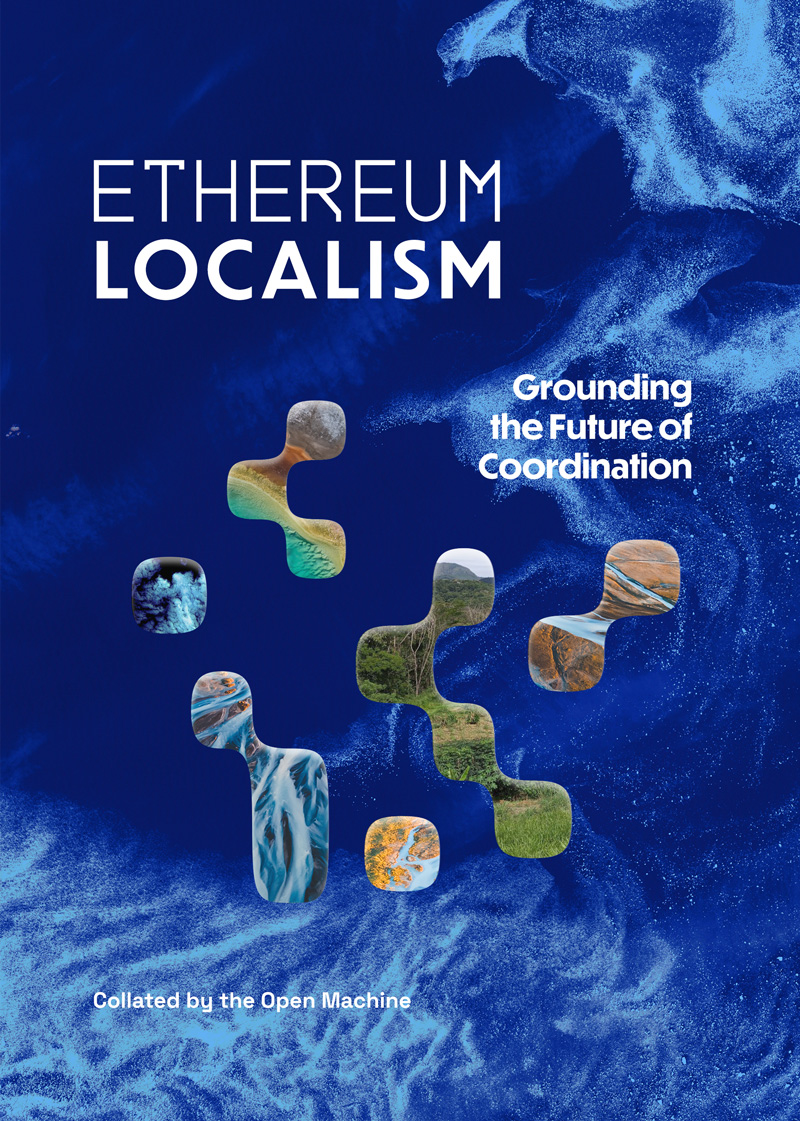 ETHEREUM
LOCALISM
Grounding
the Future of
Coordination
Collated by the Open Machine